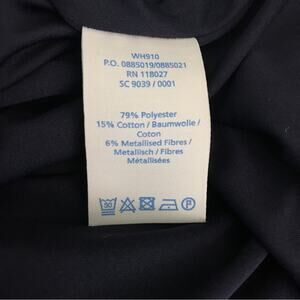 WH910
P.O. 0885019/0885021
RN 118027
SC 9039 / 0001
79% Polyester
15% Cotton / Baumwolle /
Coton
6% Metallised Fibres /
Metallisch / Fibres
Métallisées
30
P